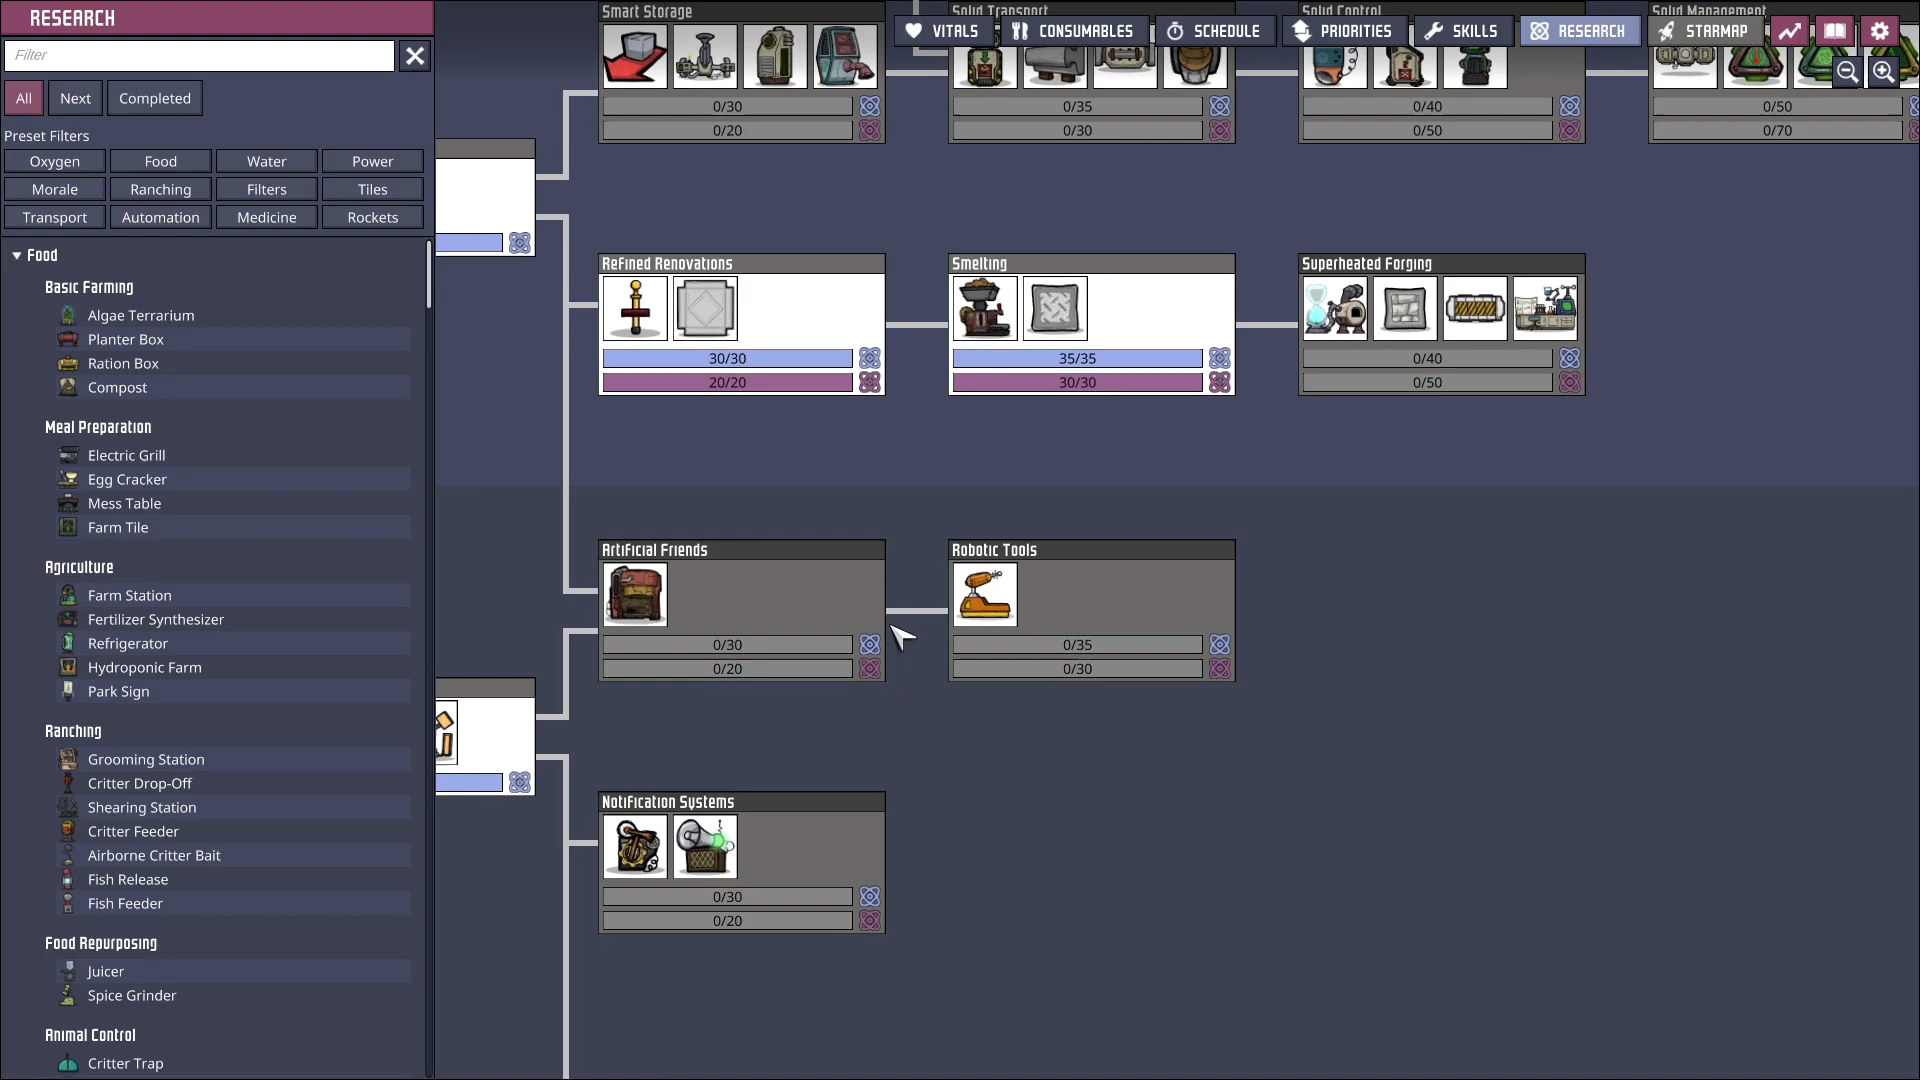 RESEARCH
Filter
All
Next
Completed
Preset Filters
Oxygen
Food
Water
Power
Morale
Ranching
Filters
Tiles
Transport
Automation
Medicine
Rockets
Food
Basic Farming
Algae Terrarium
Planter Box
Ration Box
Compost
Meal Preparation
Electric Grill
Egg Cracker
Mess Table
Farm Tile
Agriculture
Farm Station
Fertilizer Synthesizer
Refrigerator
Hydroponic Farm
Park Sign
Ranching
Grooming Station
Critter Drop-Off
Shearing Station
Critter Feeder
Airborne Critter Bait
Fish Release
Fish Feeder
Food Repurposing
Juicer
Spice Grinder
Animal Control
Critter Trap
VITALS
CONSUMABLES
SCHEDULE
PRIORITIES
SKILLS
RESEARCH
STARMAP
Smart Storage
0/30
0/20
Solid Transport
0/35
0/30
Solid Control
0/40
0/50
Solid Management
0/50
0/70
Refined Renovations
30/30
20/20
Smelting
35/35
30/30
Superheated Forging
0/40
0/50
Artificial Friends
0/30
0/20
Robotic Tools
0/35
0/30
Notification Systems
0/30
0/20